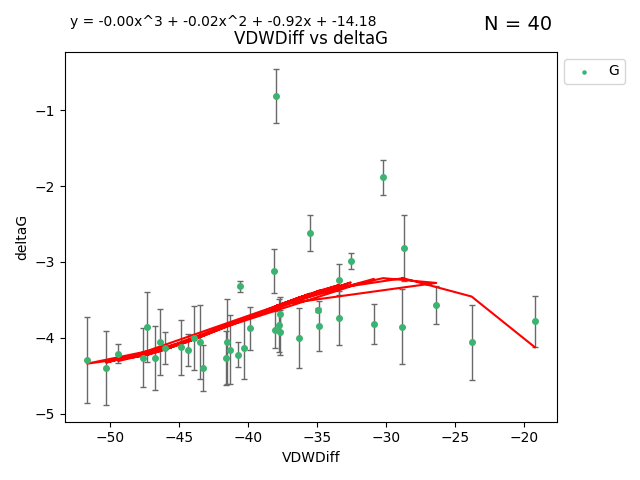 y = -0.00x^3 + -0.02x^2 + -0.92x + -14.18
N = 40
VDWDiff vs deltaG
G
deltaG
−1
−2
−3
−4
−5
−50 −45 −40 −35 −30 −25 −20
VDWDiff